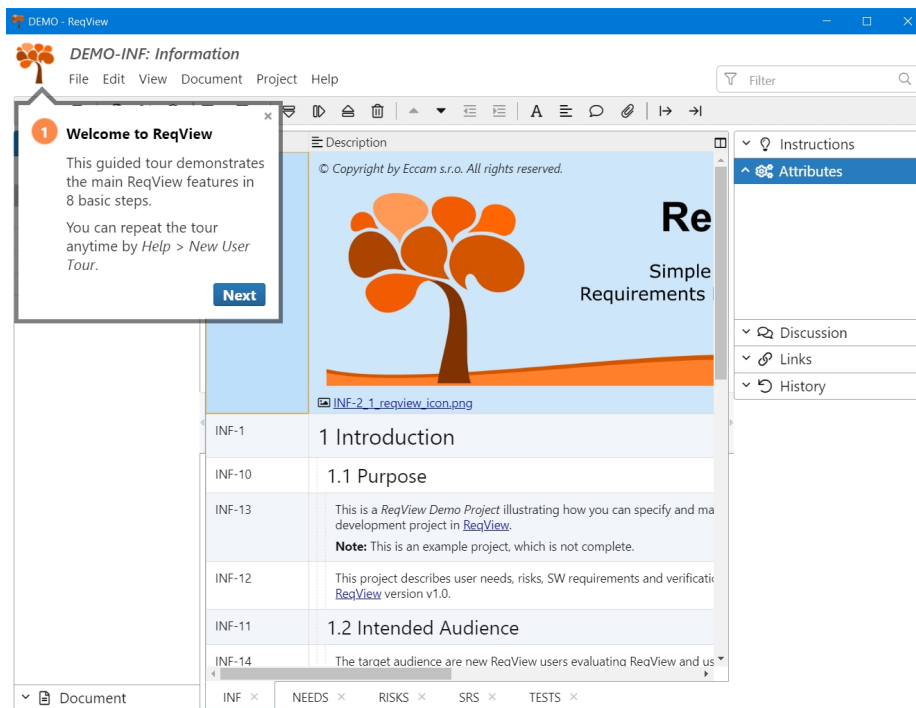 DEMO - ReqView
DEMO-INF: Information
File Edit View Document Project Help
Filter
1 Welcome to ReqView
This guided tour demonstrates
the main ReqView features in
8 basic steps.
You can repeat the tour
anytime by Help > New User
Tour.
Next
Description
© Copyright by Eccam s.r.o. All rights reserved.
Re
Simple
Requirements
INF-2_1_reqview_icon.png
INF-1
1 Introduction
INF-10
1.1 Purpose
INF-13
This is a ReqView Demo Project illustrating how you can specify and ma
development project in ReqView.
Note: This is an example project, which is not complete.
INF-12
This project describes user needs, risks, SW requirements and verificatio
ReqView version v1.0.
INF-11
1.2 Intended Audience
INF-14
The target audience are new ReqView users evaluating ReqView and us
Instructions
Attributes
Discussion
Links
History
Document
INF NEEDS RISKS SRS TESTS